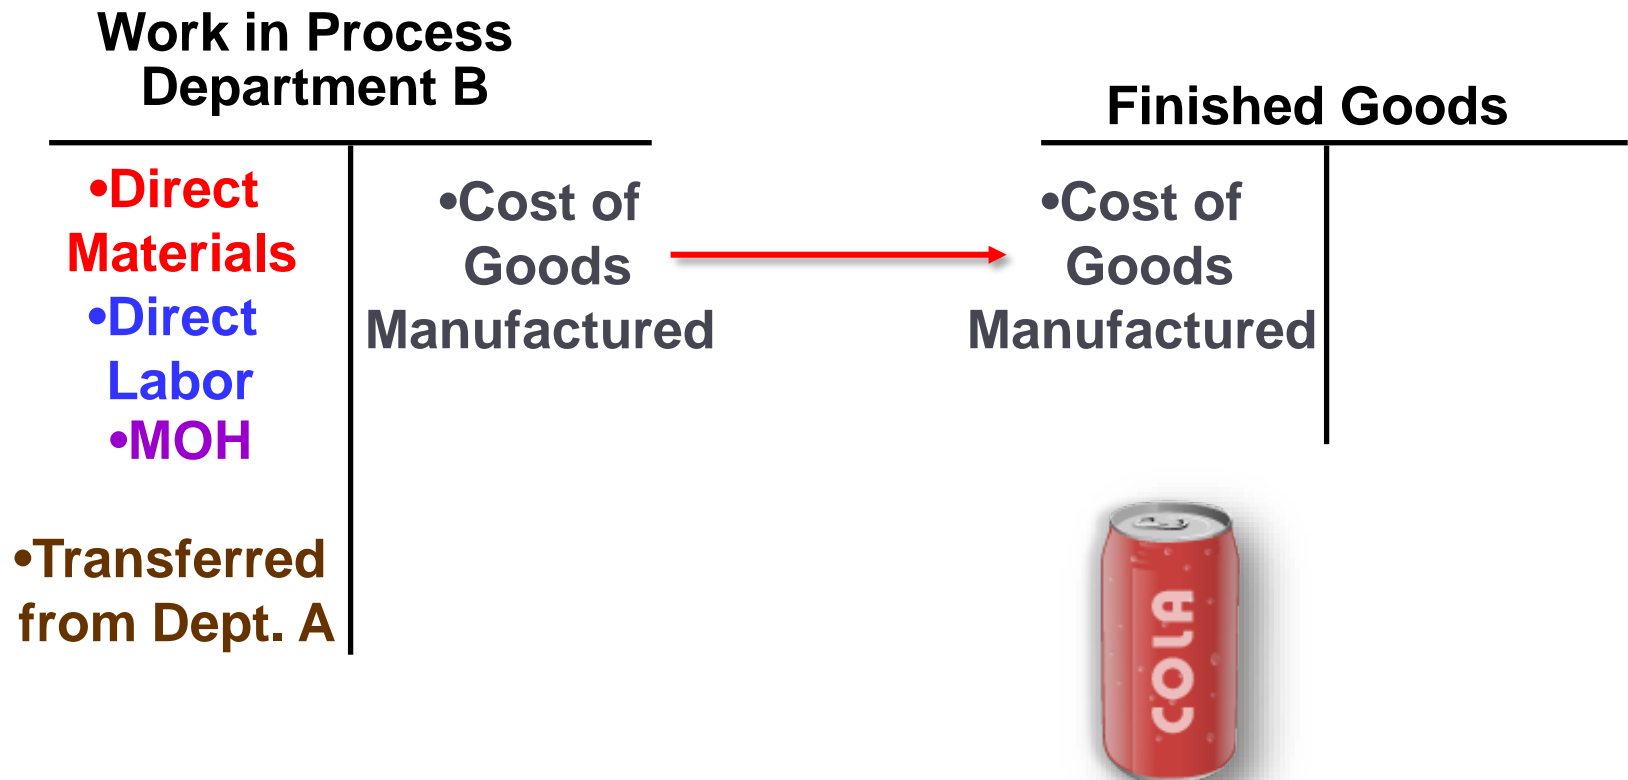 Work in Process
Department B
•Direct
Materials
•Direct
Labor
•MOH
•Transferred
from Dept. A
•Cost of
Goods
Manufactured
Finished Goods
•Cost of
Goods
Manufactured
COLA